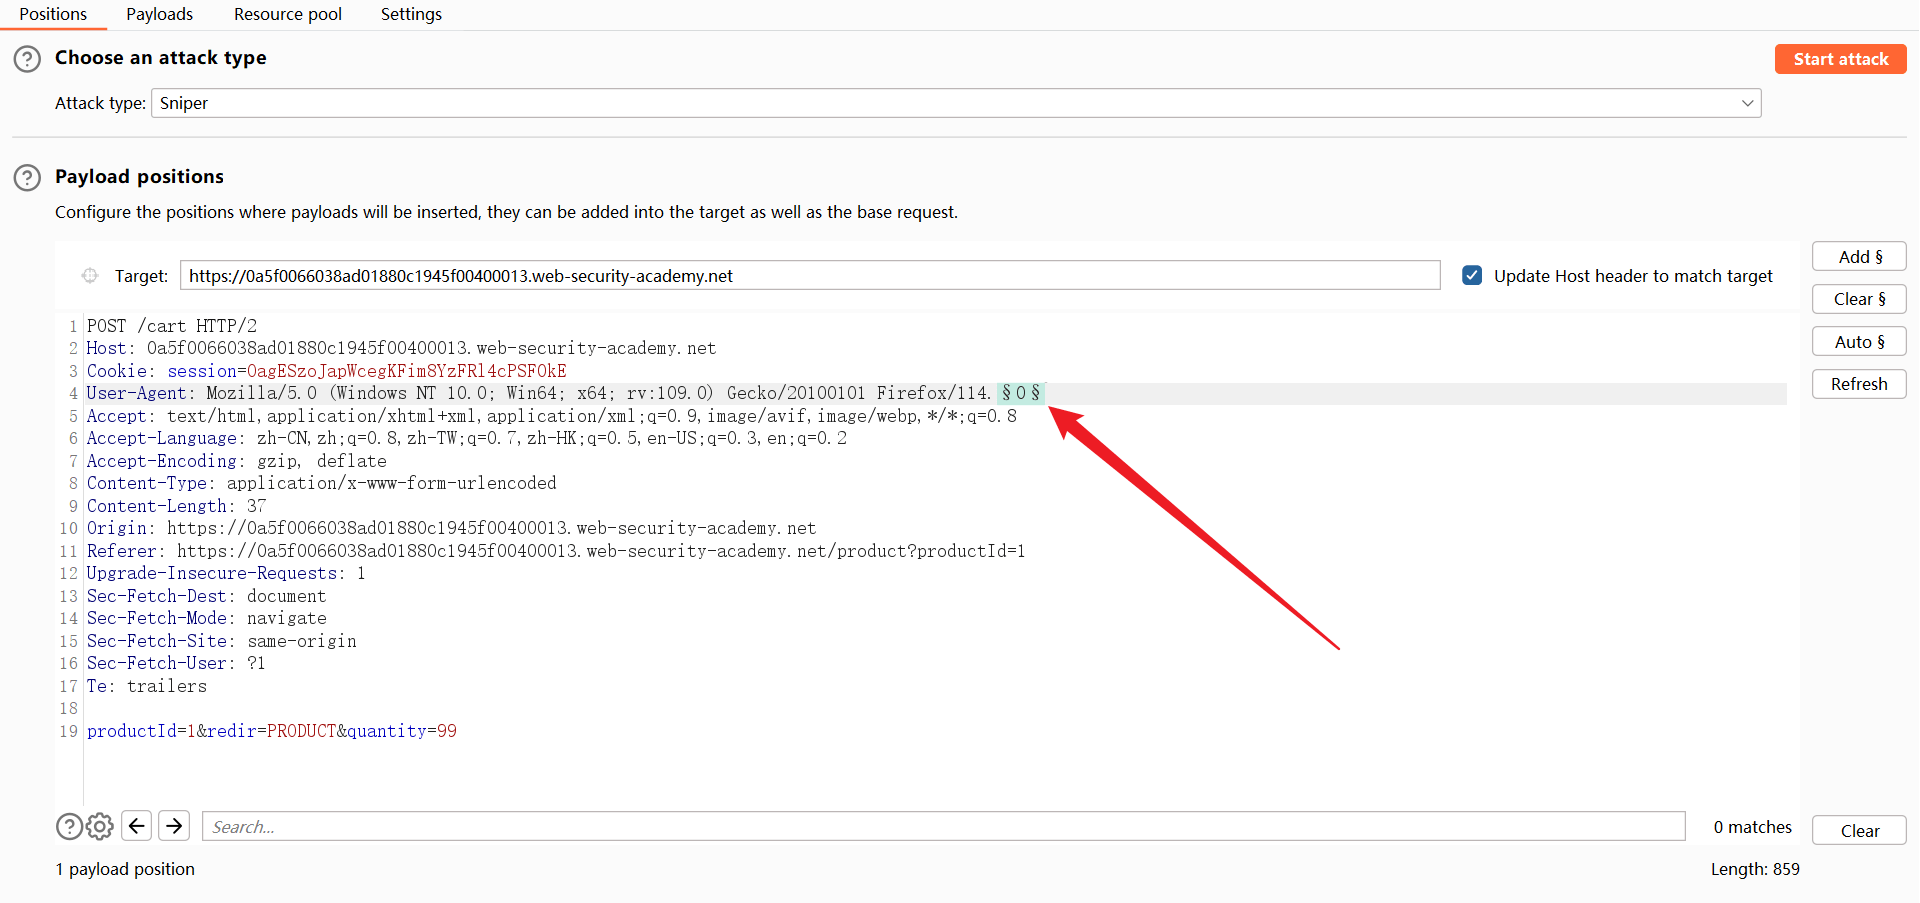 Positions Payloads Resource pool Settings
Choose an attack type
Start attack
Attack type: Sniper
Payload positions
Configure the positions where payloads will be inserted, they can be added into the target as well as the base request.
Target: https://0a5f0066038ad01880c1945f00400013.web-security-academy.net
Update Host header to match target
Add §
Clear §
Auto §
Refresh
1 POST /cart HTTP/2
2 Host: 0a5f0066038ad01880c1945f00400013.web-security-academy.net
3 Cookie: session=OagESzoJapWcegKFim8YzFRl4cPSFOkE
4 User-Agent: Mozilla/5.0 (Windows NT 10.0; Win64; x64; rv:109.0) Gecko/20100101 Firefox/114.§0§
5 Accept: text/html,application/xhtml+xml,application/xml;q=0.9,image/avif,image/webp,*/*;q=0.8
6 Accept-Language: zh-CN,zh;q=0.8,zh-TW;q=0.7,zh-HK;q=0.5,en-US;q=0.3,en;q=0.2
7 Accept-Encoding: gzip, deflate
8 Content-Type: application/x-www-form-urlencoded
9 Content-Length: 37
10 Origin: https://0a5f0066038ad01880c1945f00400013.web-security-academy.net
11 Referer: https://0a5f0066038ad01880c1945f00400013.web-security-academy.net/product?productId=1
12 Upgrade-Insecure-Requests: 1
13 Sec-Fetch-Dest: document
14 Sec-Fetch-Mode: navigate
15 Sec-Fetch-Site: same-origin
16 Sec-Fetch-User: ?1
17 Te: trailers
18
19 productId=1&redir=PRODUCT&quantity=99
Search...
0 matches
Clear
1 payload position
Length: 859